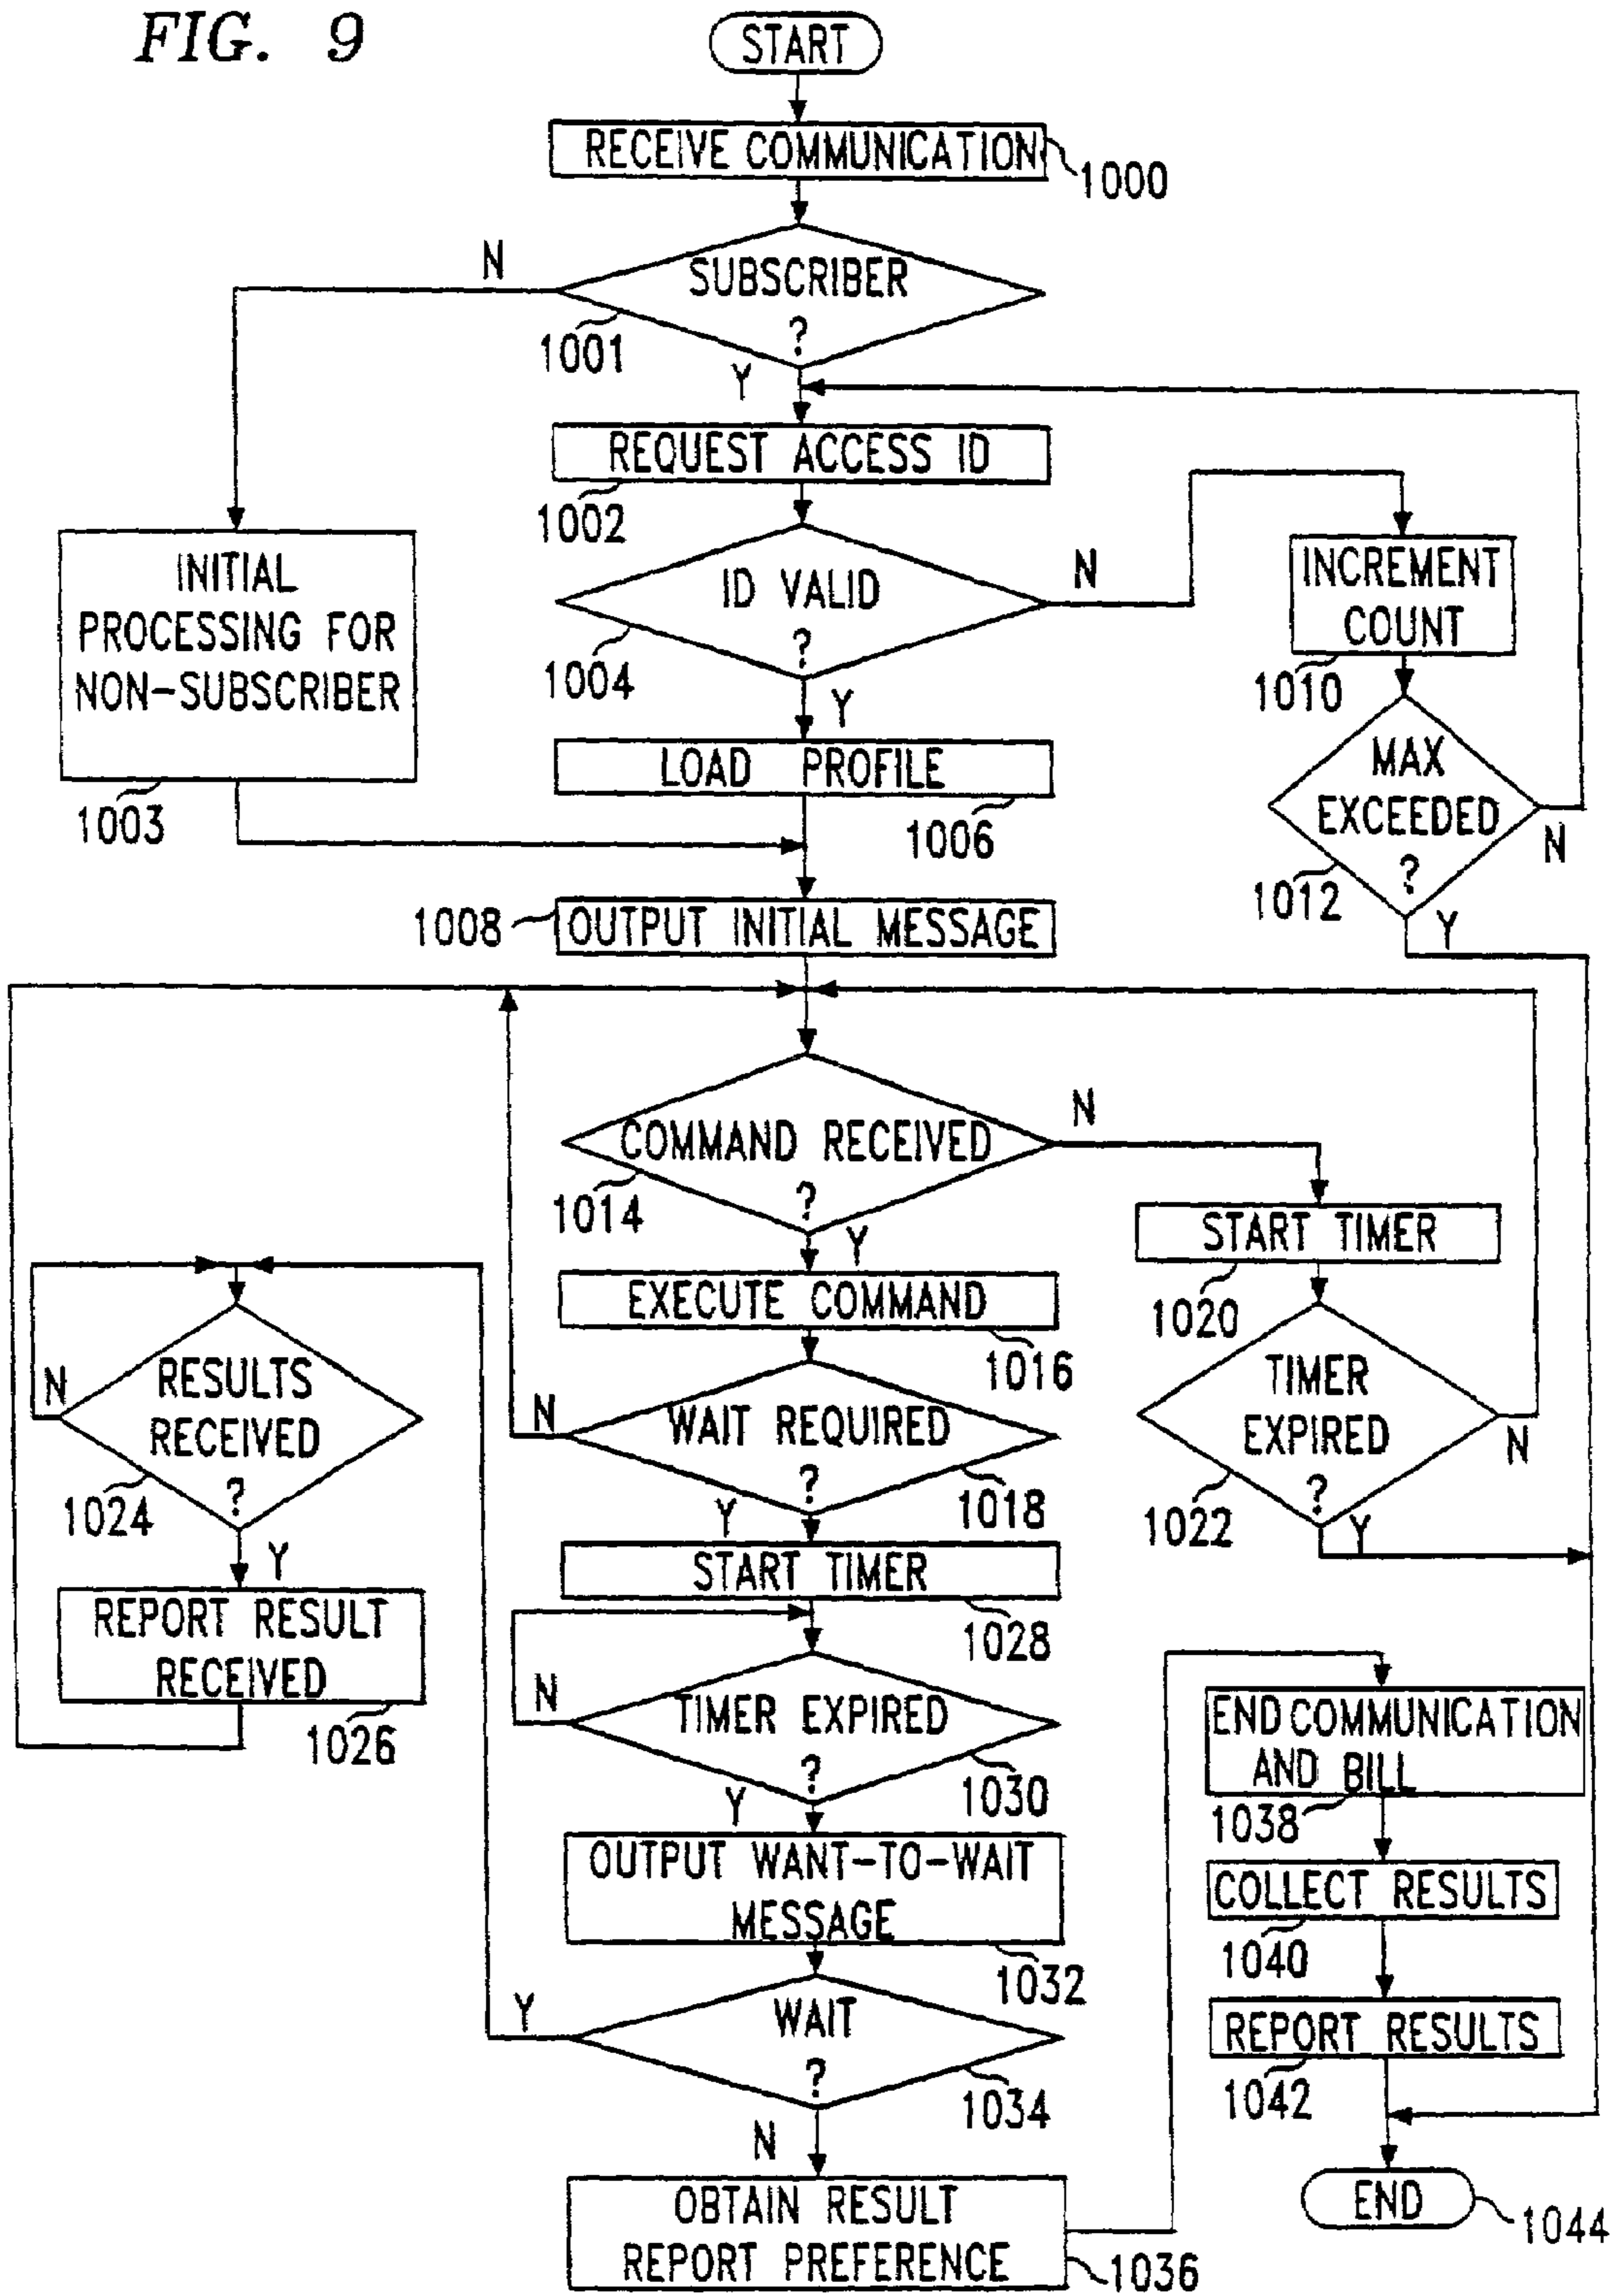 FIG. 9
START
RECEIVE COMMUNICATION
1000
N
SUBSCRIBER
?
1001
Y
REQUEST ACCESS ID
1002
N
ID VALID
?
1004
Y
INCREMENT
COUNT
1010
INITIAL
PROCESSING FOR
NON-SUBSCRIBER
1003
LOAD PROFILE
1006
MAX
EXCEEDED
?
N
1012
Y
1008
OUTPUT INITIAL MESSAGE
COMMAND RECEIVED
?
N
1014
Y
START TIMER
1020
EXECUTE COMMAND
1016
RESULTS
RECEIVED
?
N
1024
Y
WAIT REQUIRED
?
N
1018
Y
TIMER
EXPIRED
?
N
1022
Y
START TIMER
1028
REPORT RESULT
RECEIVED
1026
TIMER EXPIRED
?
N
1030
Y
END COMMUNICATION
AND BILL
1038
OUTPUT WANT-TO-WAIT
MESSAGE
1032
COLLECT RESULTS
1040
WAIT
?
Y
1034
N
REPORT RESULTS
1042
OBTAIN RESULT
REPORT PREFERENCE
1036
END
1044